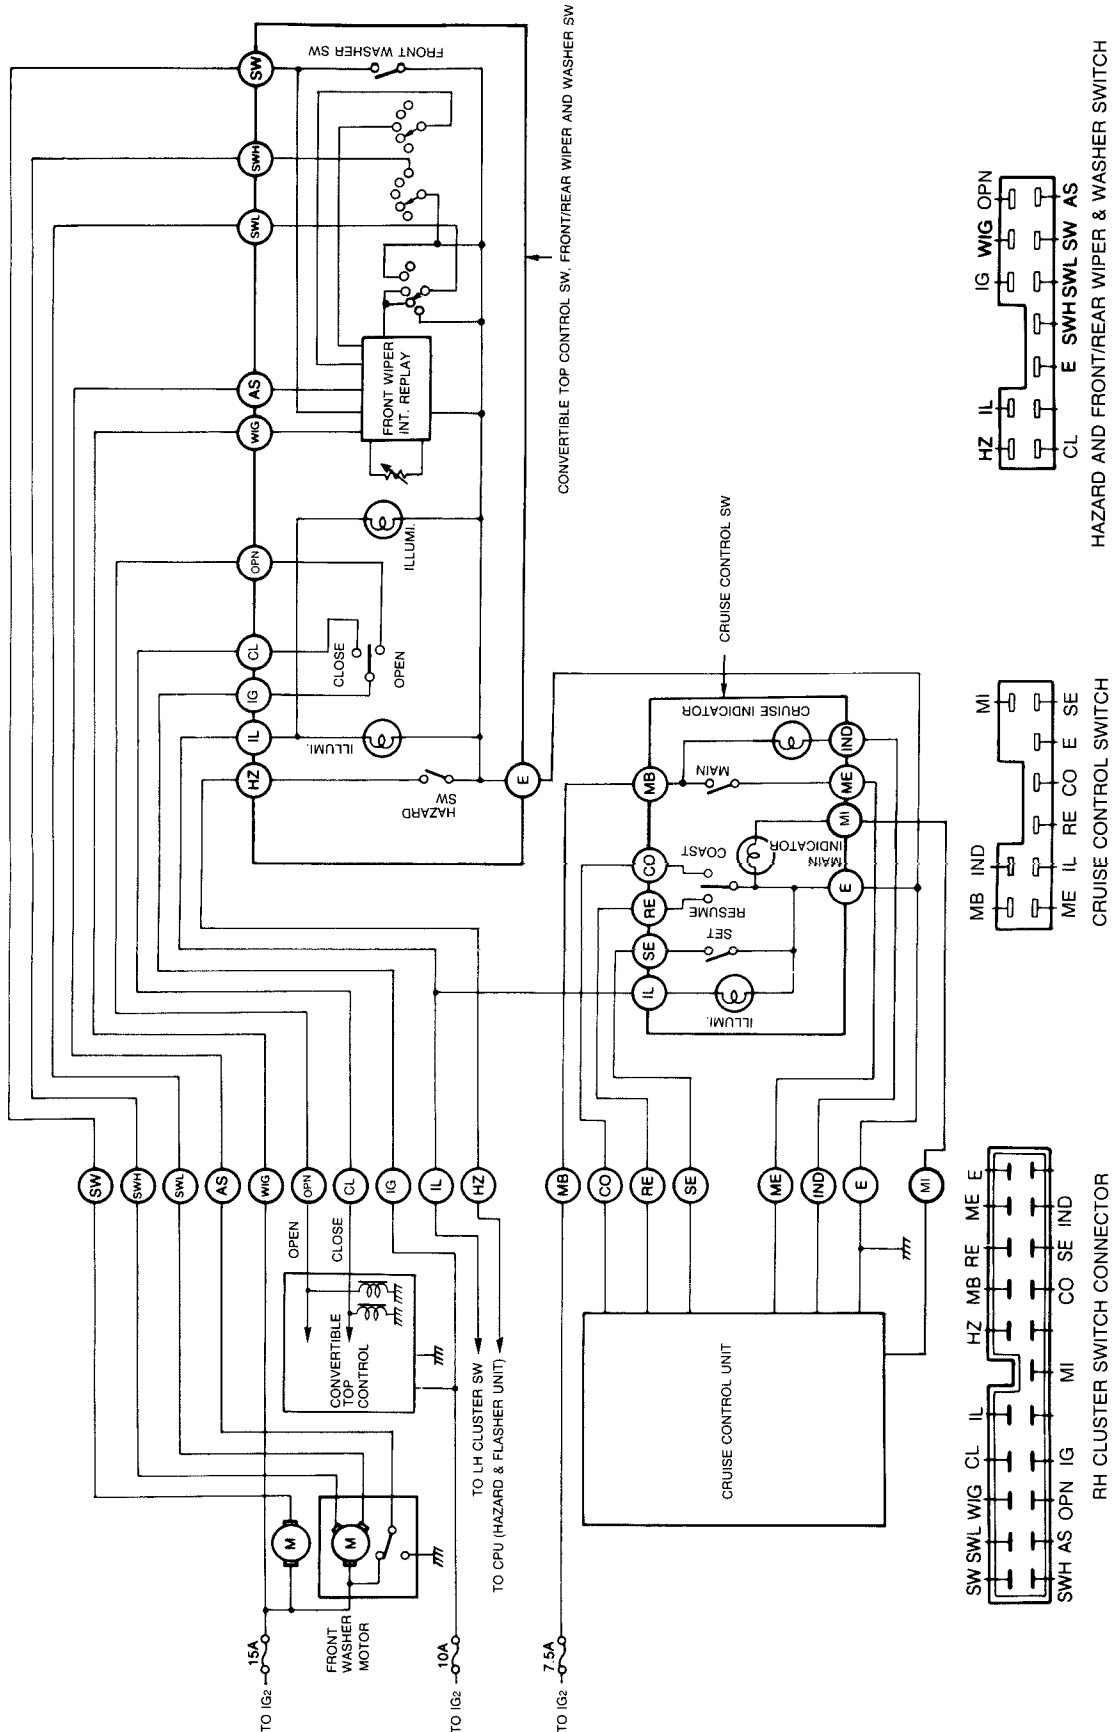 SW
SWH
SWL
AS
WIG
OPN
CL
IG
IL
HZ
E
FRONT WASHER SW
FRONT WIPER
INT. REPLAY
ILLUMI.
CLOSE
OPEN
ILLUMI.
HAZARD
SW
CONVERTIBLE TOP CONTROL SW, FRONT/REAR WIPER AND WASHER SW
SW
SWH
SWL
AS
WIG
OPN
CL
IG
IL
HZ
OPEN
CLOSE
CONVERTIBLE
TOP
CONTROL
M
M
FRONT
WASHER
MOTOR
TO LH CLUSTER SW
TO CPU (HAZARD & FLASHER UNIT)
15A
TO IG2
10A
TO IG2
7.5A
TO IG2
MB
CO
RE
SE
ME
IND
E
MI
CRUISE CONTROL UNIT
CRUISE CONTROL SW
MB
CO
RE
SE
IL
IND
ME
MI
E
CRUISE INDICATOR
MAIN
MAIN
INDICATOR
COAST
RESUME
SET
ILLUMI.
SW SWL WIG CL IL HZ MB RE ME E
SWH AS OPN IG MI CO SE IND
RH CLUSTER SWITCH CONNECTOR
MB IND MI
ME IL RE CO E SE
CRUISE CONTROL SWITCH
HZ IL IG WIG OPN
CL E SWH SWL SW AS
HAZARD AND FRONT/REAR WIPER & WASHER SWITCH